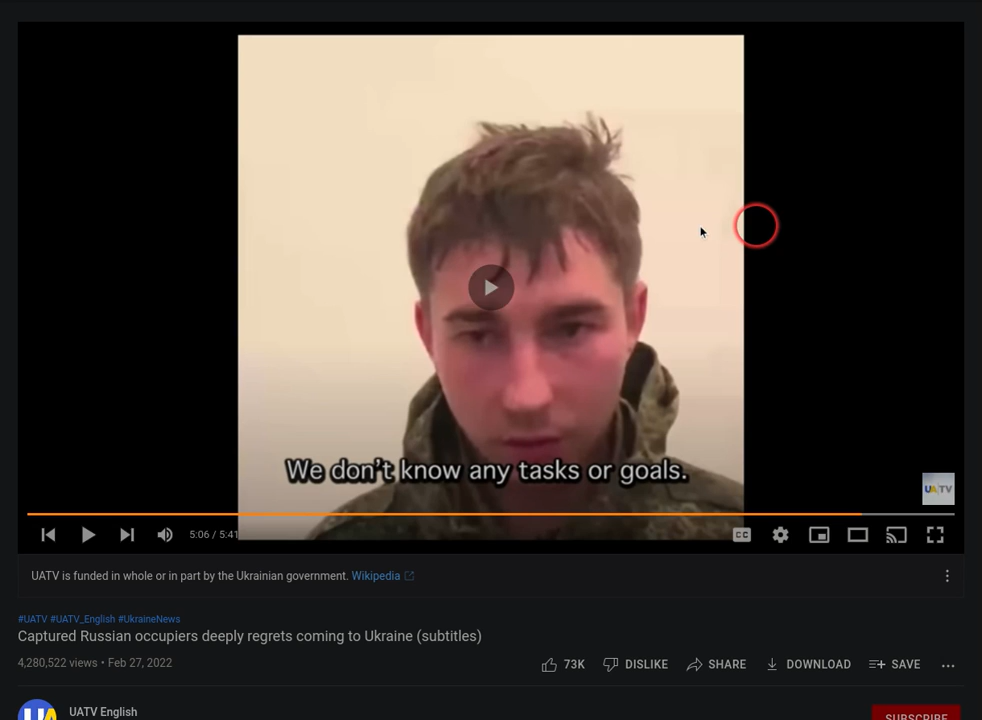 We don't know any tasks or goals.
UATV
5:06 / 5:41
CC
UATV is funded in whole or in part by the Ukrainian government. Wikipedia
#UATV #UATV_English #UkraineNews
Captured Russian occupiers deeply regrets coming to Ukraine (subtitles)
4,280,522 views • Feb 27, 2022
73K DISLIKE SHARE DOWNLOAD SAVE
UA
UATV English
SUBSCRIBE